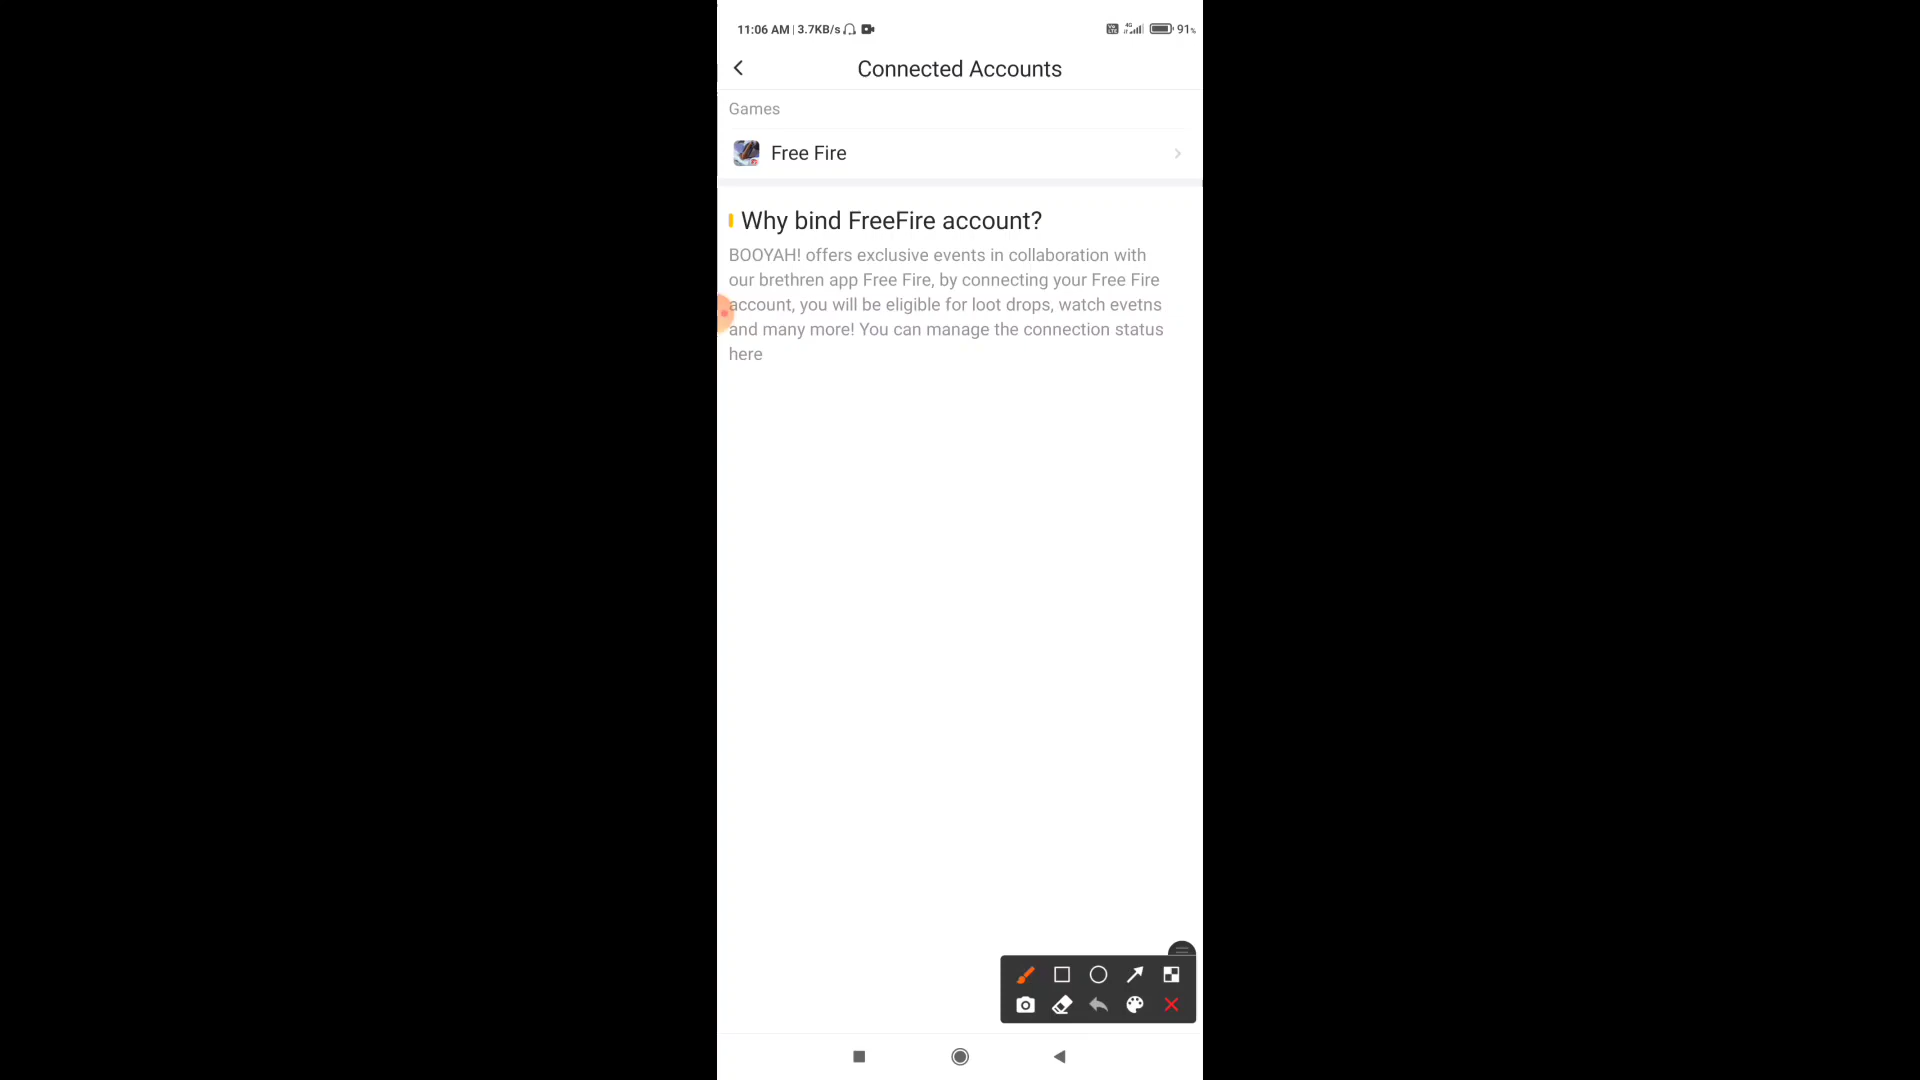 11:06 AM | 3.7KB/s 4G 91%
Connected Accounts
Games
Free Fire
Why bind FreeFire account?
BOOYAH! offers exclusive events in collaboration with
our brethren app Free Fire, by connecting your Free Fire
account, you will be eligible for loot drops, watch evetns
and many more! You can manage the connection status
here